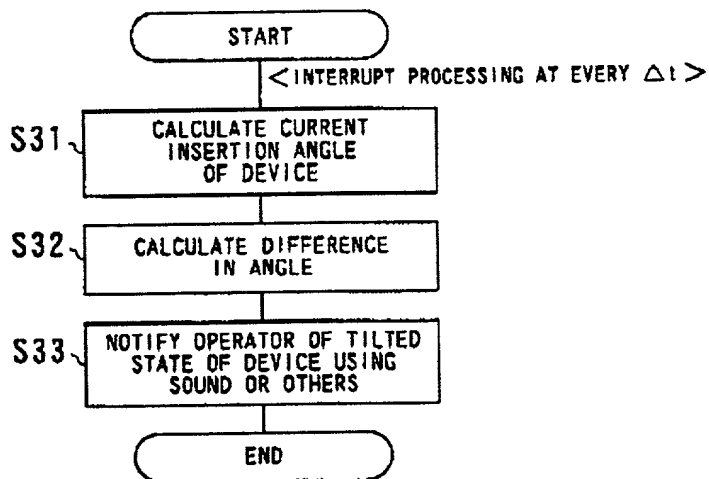 START
<INTERRUPT PROCESSING AT EVERY Δt>
S31
CALCULATE CURRENT
INSERTION ANGLE
OF DEVICE
S32
CALCULATE DIFFERENCE
IN ANGLE
S33
NOTIFY OPERATOR OF TILTED
STATE OF DEVICE USING
SOUND OR OTHERS
END